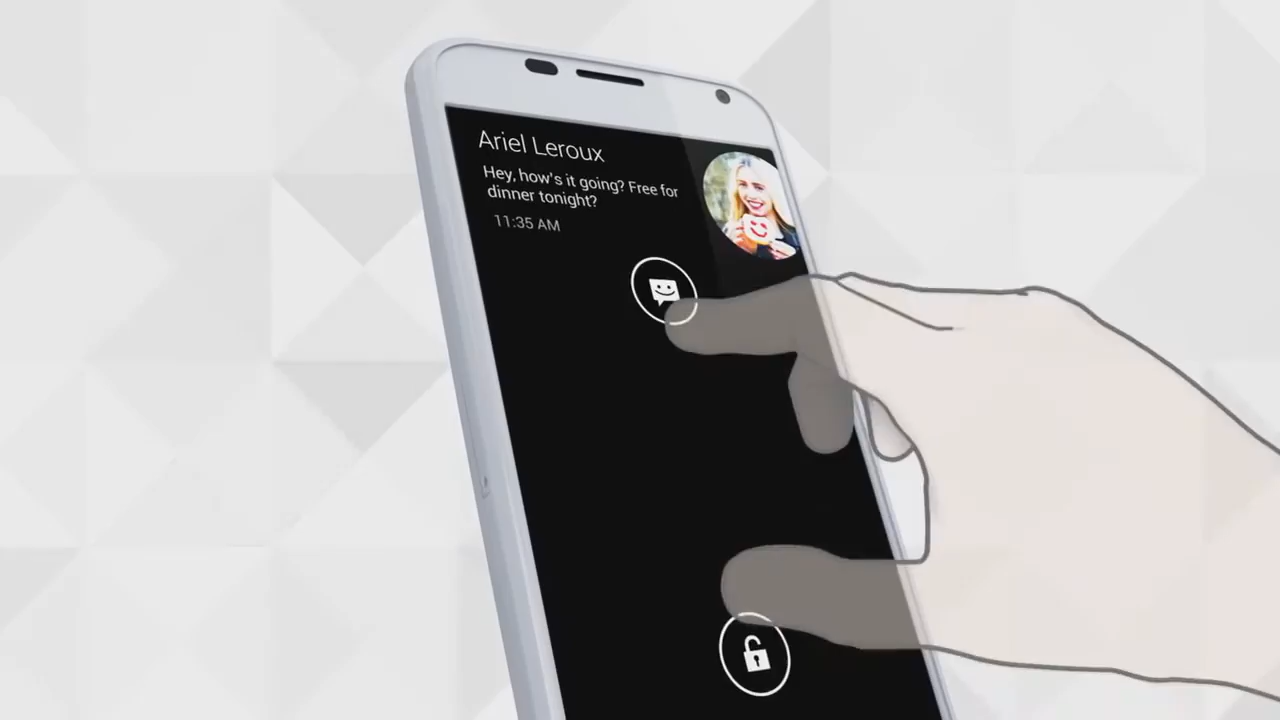 Ariel Leroux
Hey, how's it going? Free for
dinner tonight?
11:35 AM